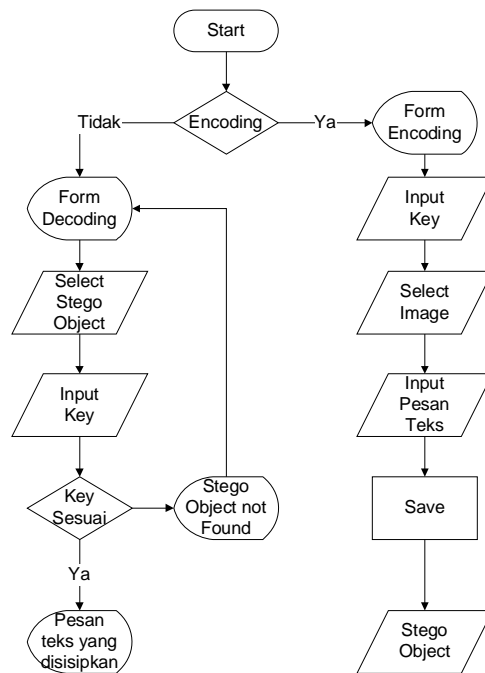 Start
Encoding
Tidak
Ya
Form
Encoding
Form
Decoding
Input
Key
Select
Stego
Object
Select
Image
Input
Key
Input
Pesan
Teks
Key
Sesuai
Stego
Object not
Found
Save
Ya
Pesan
teks yang
disisipkan
Stego
Object